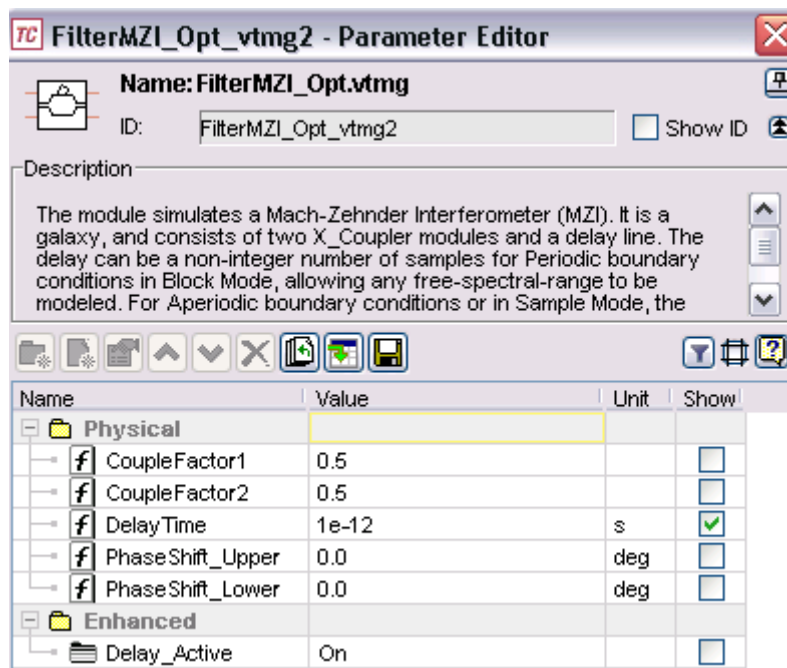 TC FilterMZI_Opt_vtmg2 - Parameter Editor
Name: FilterMZI_Opt.vtmg
ID: FilterMZI_Opt_vtmg2 Show ID
Description
The module simulates a Mach-Zehnder Interferometer (MZI). It is a
galaxy, and consists of two X_Coupler modules and a delay line. The
delay can be a non-integer number of samples for Periodic boundary
conditions in Block Mode, allowing any free-spectral-range to be
modeled. For Aperiodic boundary conditions or in Sample Mode, the
Name Value Unit Show
Physical
f CoupleFactor1 0.5
f CoupleFactor2 0.5
f DelayTime 1e-12 s
f PhaseShift_Upper 0.0 deg
f PhaseShift_Lower 0.0 deg
Enhanced
Delay_Active On